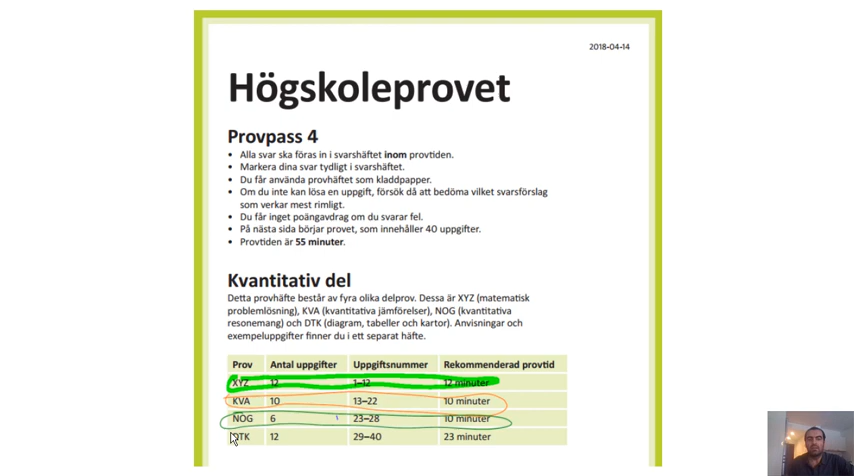 2018-04-14
Högskoleprovet
Provpass 4
• Alla svar ska föras in i svarshäftet inom provtiden.
• Markera dina svar tydligt i svarshäftet.
• Du får använda provhäftet som kladdpapper.
• Om du inte kan lösa en uppgift, försök då att bedöma vilket svarsförslag
som verkar mest rimligt.
• Du får inget poängavdrag om du svarar fel.
• På nästa sida börjar provet, som innehåller 40 uppgifter.
• Provtiden är 55 minuter.
Kvantitativ del
Detta provhäfte består av fyra olika delprov. Dessa är XYZ (matematisk
problemlösning), KVA (kvantitativa jämförelser), NOG (kvantitativa
resonemang) och DTK (diagram, tabeller och kartor). Anvisningar och
exempeluppgifter finner du i ett separat häfte.
Prov Antal uppgifter Uppgiftsnummer Rekommenderad provtid
XYZ 12 1–12 12 minuter
KVA 10 13–22 10 minuter
NOG 6 23–28 10 minuter
DTK 12 29–40 23 minuter